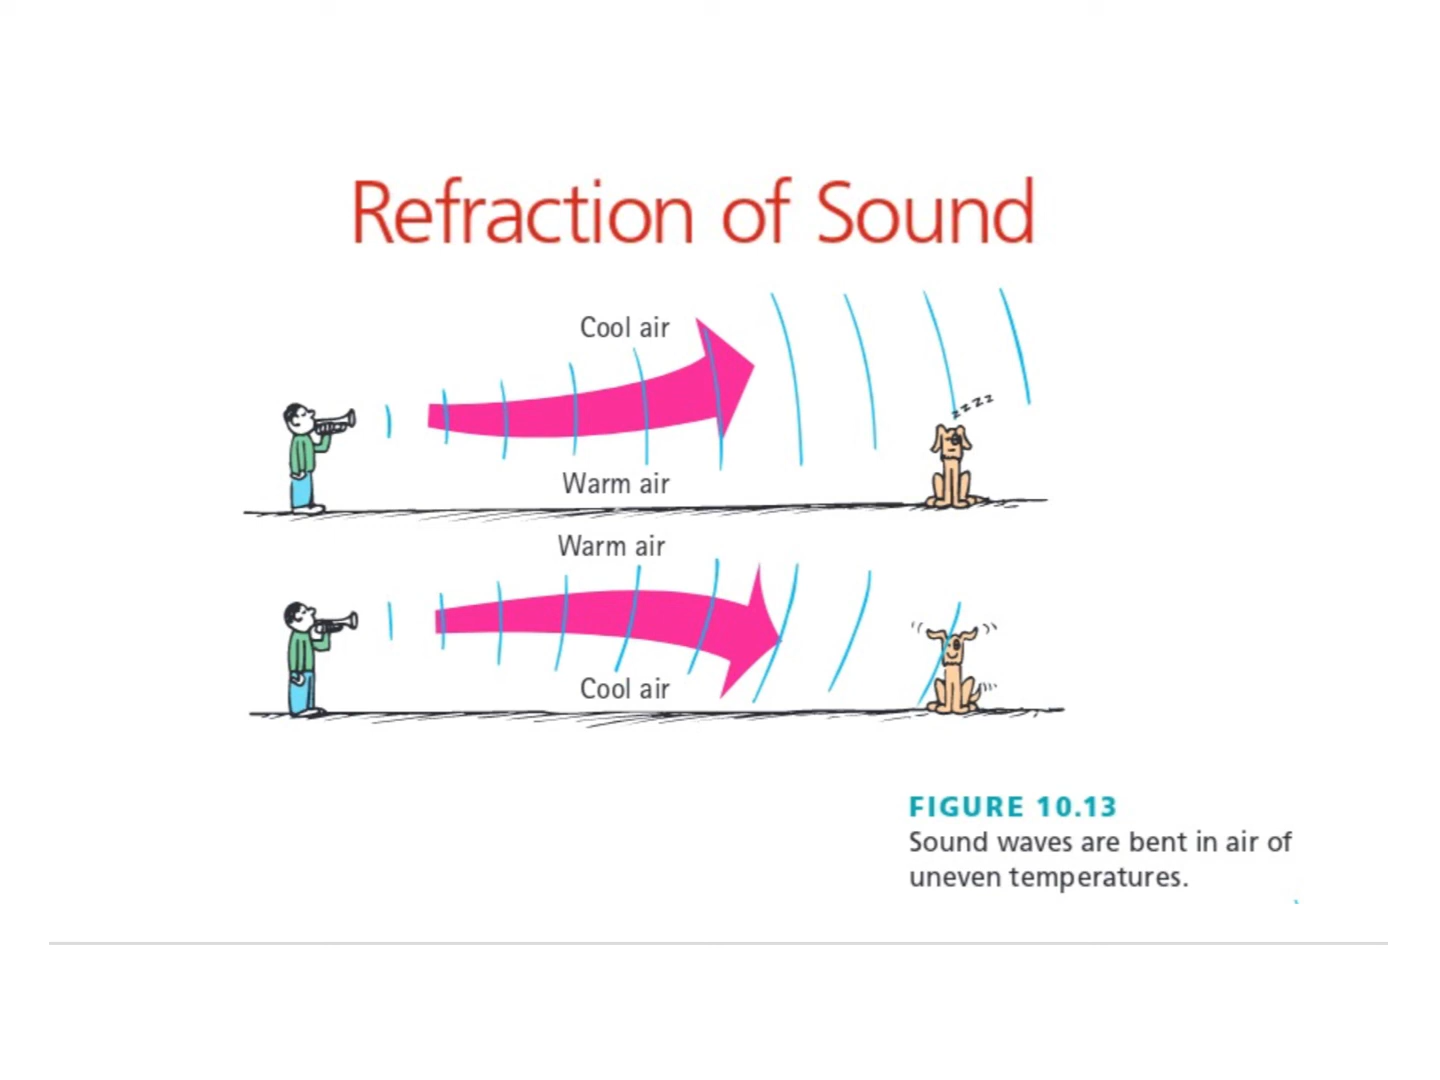 Refraction of Sound
Cool air
zzzz
Warm air
Warm air
Cool air
FIGURE 10.13
Sound waves are bent in air of
uneven temperatures.